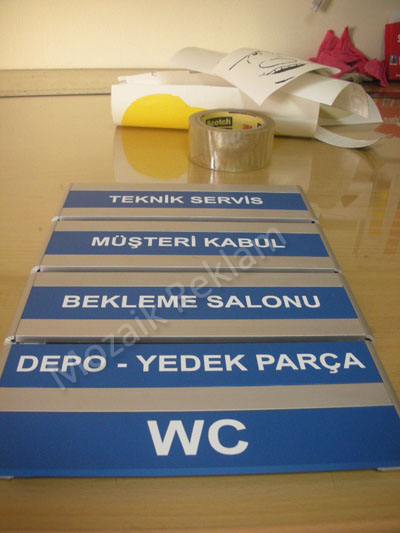 Scotch
TEKNİK SERVİS
MÜŞTERİ KABUL
BEKLEME SALONU
DEPO - YEDEK PARÇA
WC
Mozaik Reklam